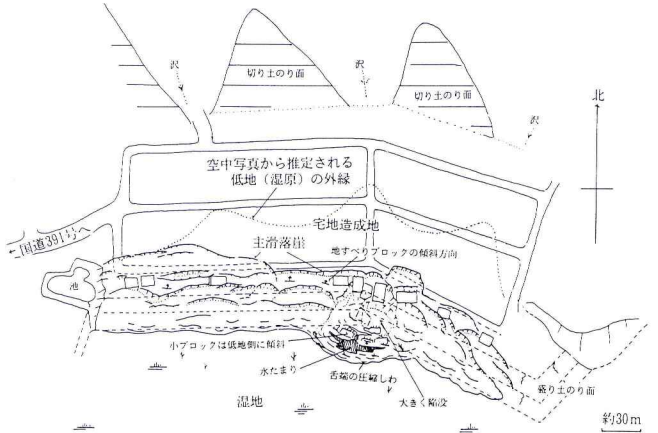 沢
切り土のり面
沢
切り土のり面
沢
北
空中写真から推定される
低地（湿原）の外縁
宅地造成地
←国道391号へ
主滑落崖
地すべりブロックの傾斜方向
池
小ブロックは低地側に傾斜
水たまり
舌端の圧縮しわ
大きく陥没
盛り土のり面
湿地
約30m